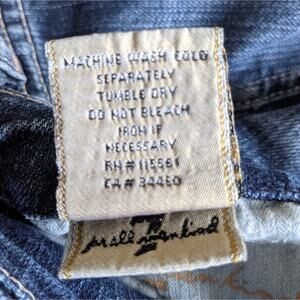 MACHINE WASH COLD
SEPARATELY
TUMBLE DRY
DO NOT BLEACH
IRON IF
NECESSARY
RN#115561
CA#34460
7
for all mankind